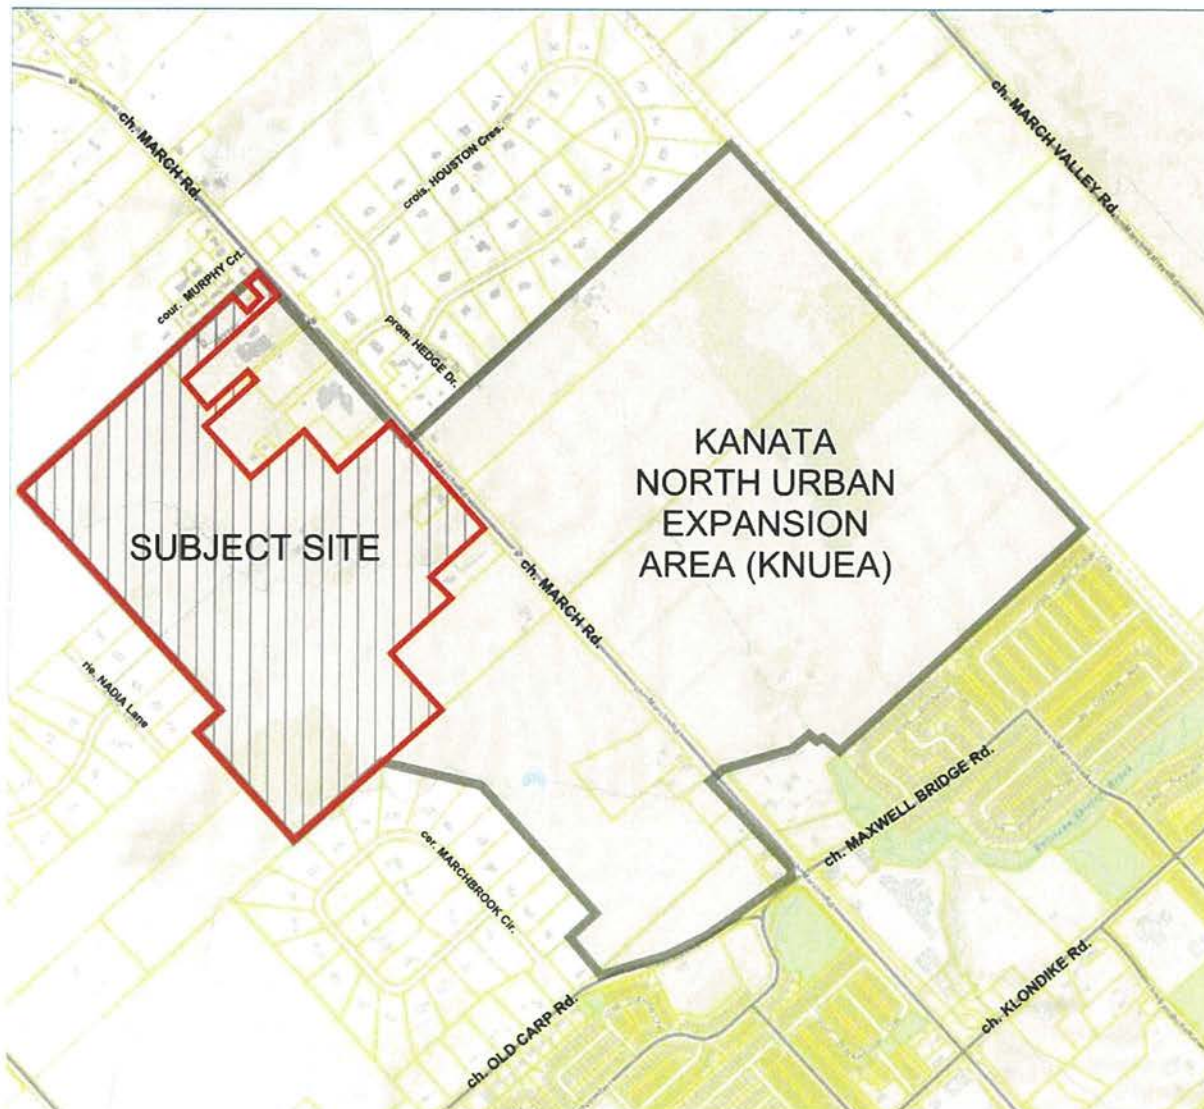 ch. MARCH VALLEY Rd.
ch. MARCH Rd.
crois. HOUSTON Cres.
cour. MURPHY Crt.
prom. HEDGE Dr.
KANATA
NORTH URBAN
EXPANSION
AREA (KNUEA)
SUBJECT SITE
ch. MARCH Rd.
rle. NADIA Lane
ch. MAXWELL BRIDGE Rd.
cer. MARCHBROOK Cir.
ch. KLONDIKE Rd.
ch. OLD CARP Rd.